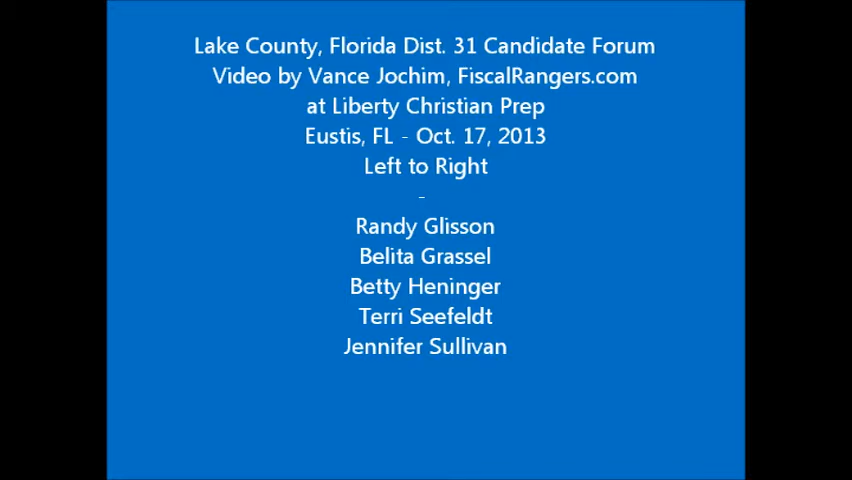 Lake County, Florida Dist. 31 Candidate Forum
Video by Vance Jochim, FiscalRangers.com
at Liberty Christian Prep
Eustis, FL - Oct. 17, 2013
Left to Right
-
Randy Glisson
Belita Grassel
Betty Heninger
Terri Seefeldt
Jennifer Sullivan